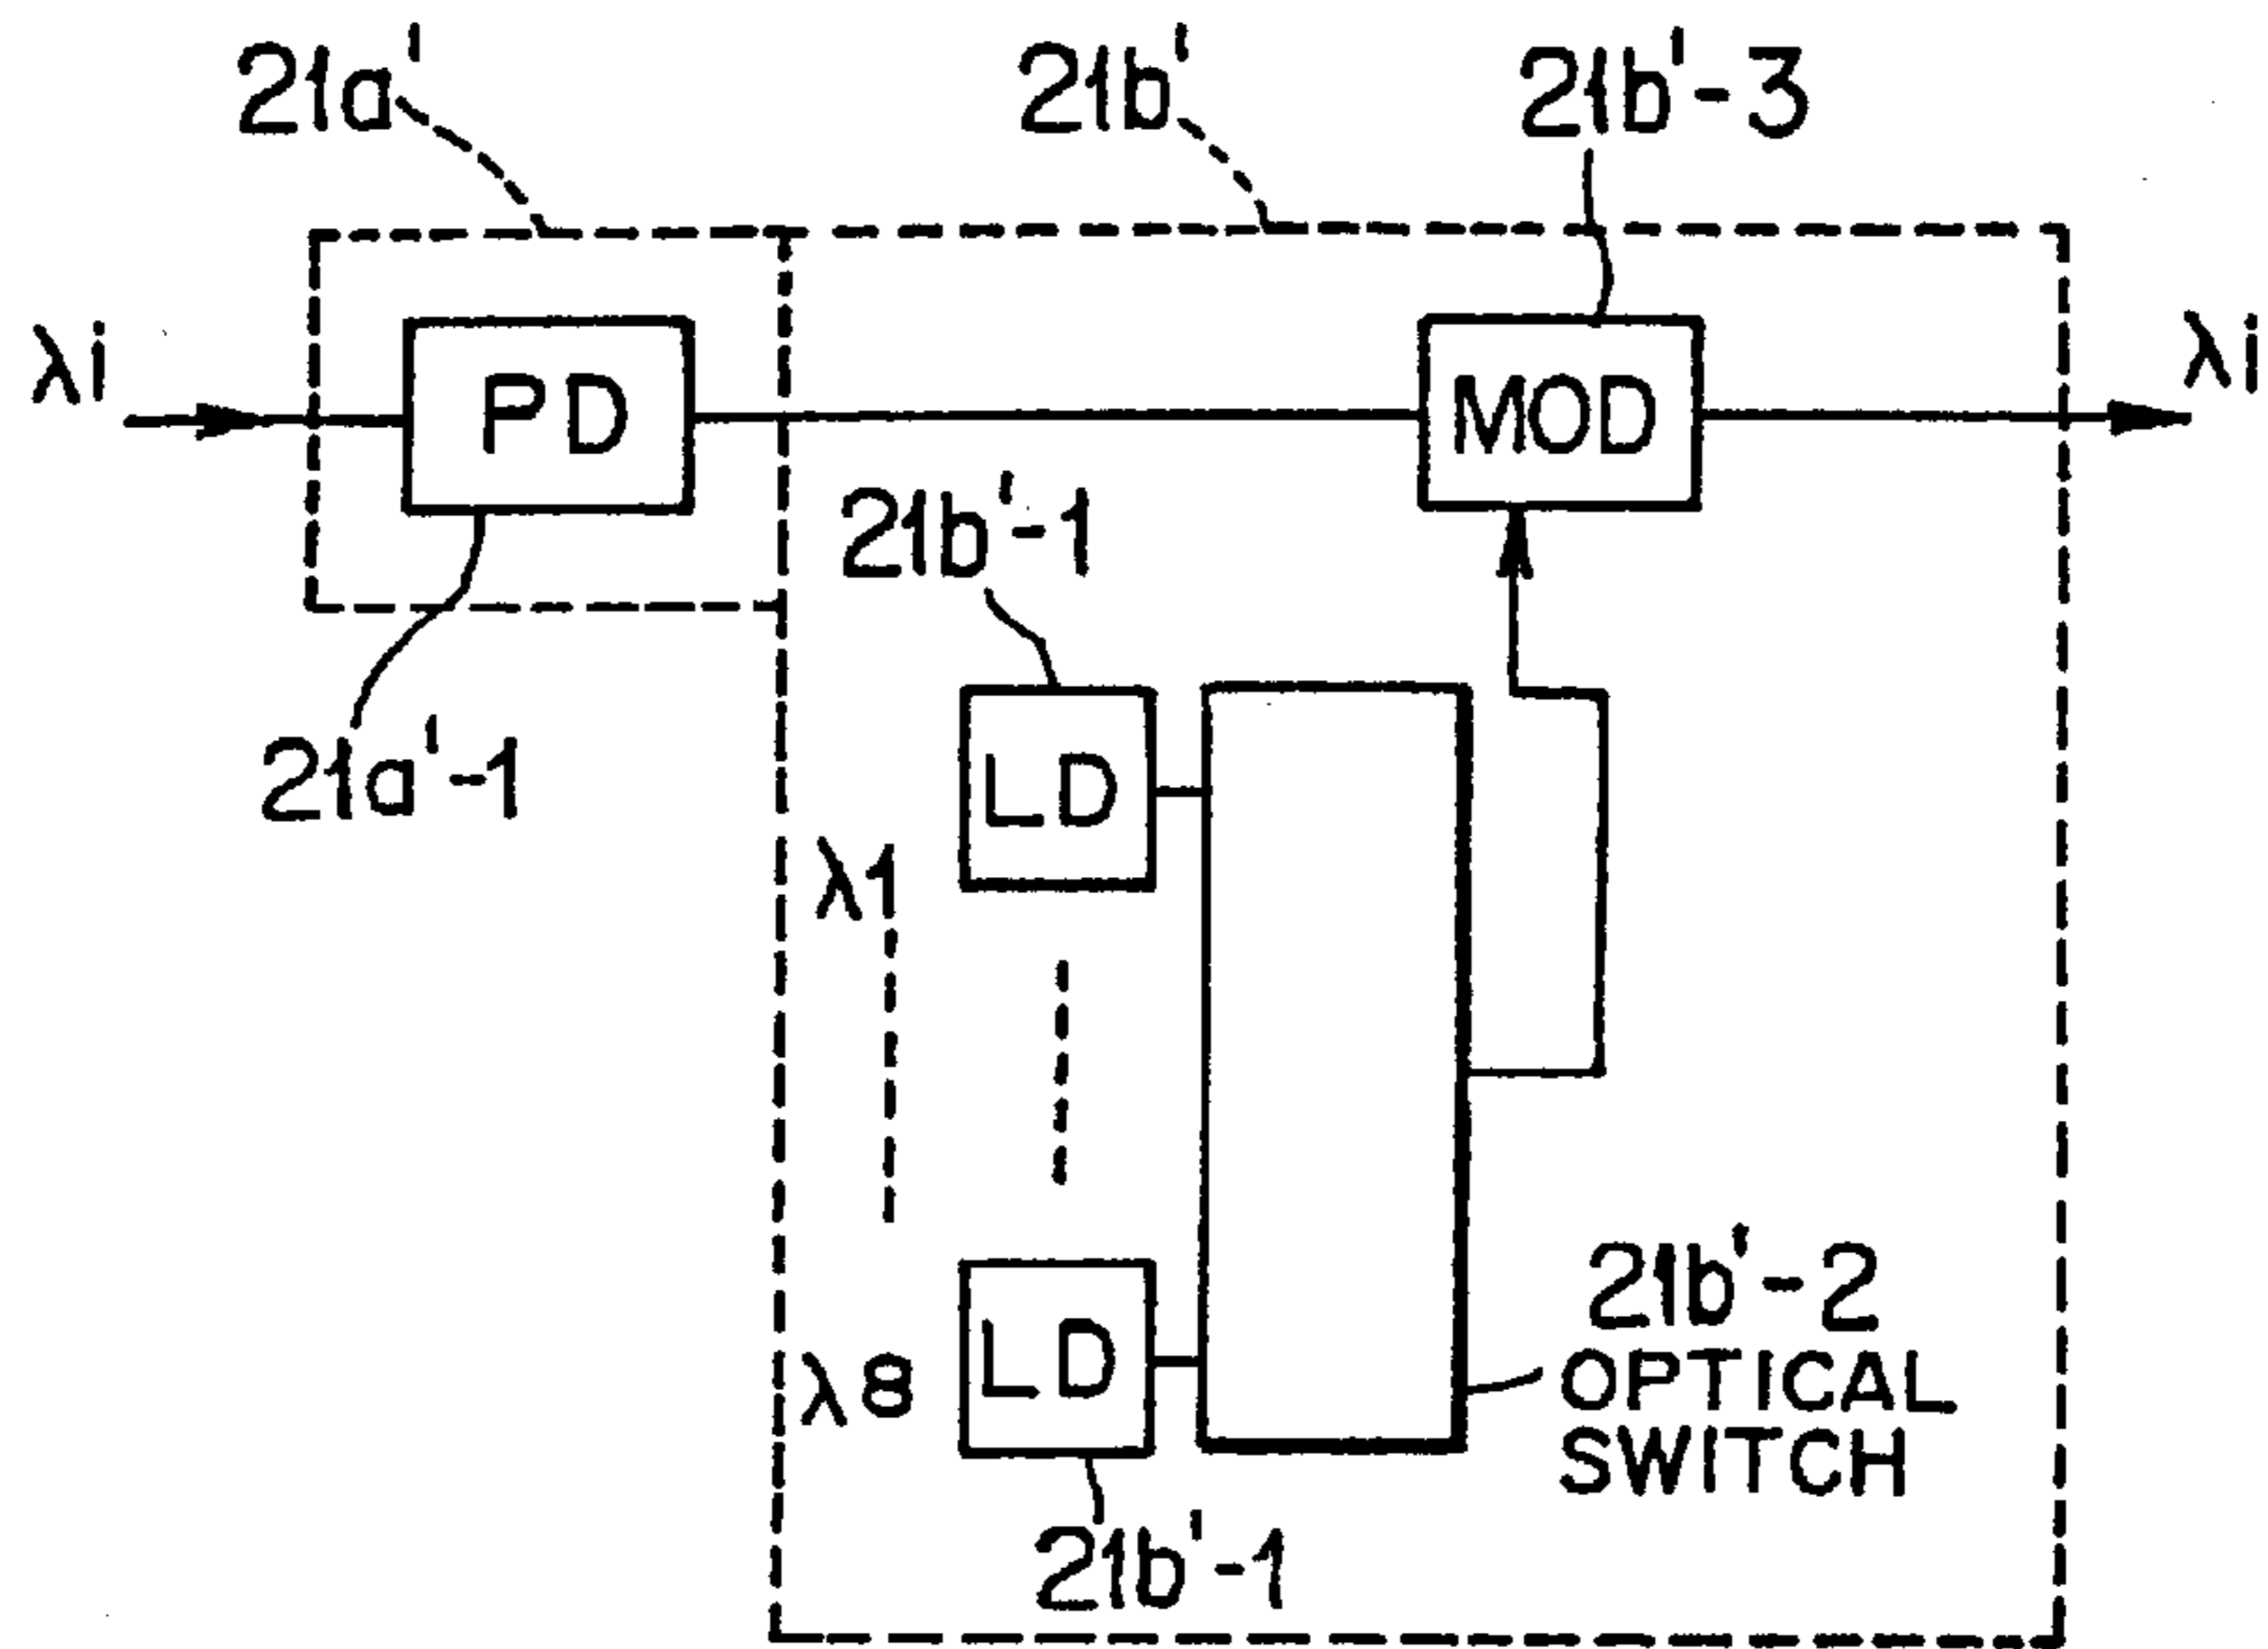 21a'
21b'
21b'-3
λi
PD
MOD
λi
21b'-1
21a'-1
LD
λ1
λ8
LD
21b'-2
OPTICAL
SWITCH
21b'-1